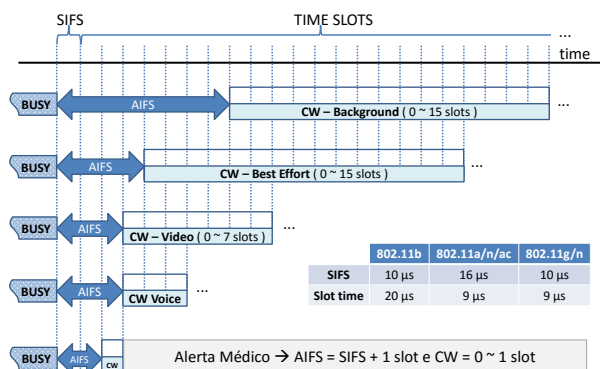 SIFS TIME SLOTS ...
time
BUSY AIFS CW – Background ( 0 ~ 15 slots ) ...
BUSY AIFS CW – Best Effort ( 0 ~ 15 slots ) ...
BUSY AIFS CW – Video ( 0 ~ 7 slots ) ...
802.11b 802.11a/n/ac 802.11g/n
SIFS 10 µs 16 µs 10 µs
Slot time 20 µs 9 µs 9 µs
BUSY AIFS CW Voice ...
BUSY AIFS CW Alerta Médico → AIFS = SIFS + 1 slot e CW = 0 ~ 1 slot